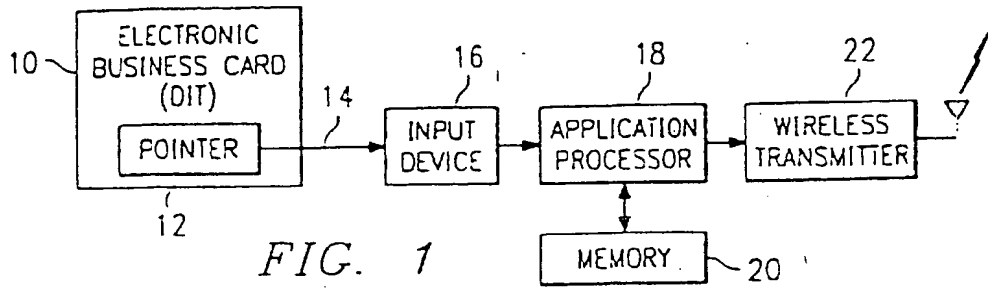 10
ELECTRONIC
BUSINESS CARD
(DIT)
POINTER
12
14
16
INPUT
DEVICE
18
APPLICATION
PROCESSOR
22
WIRELESS
TRANSMITTER
MEMORY
20
FIG. 1